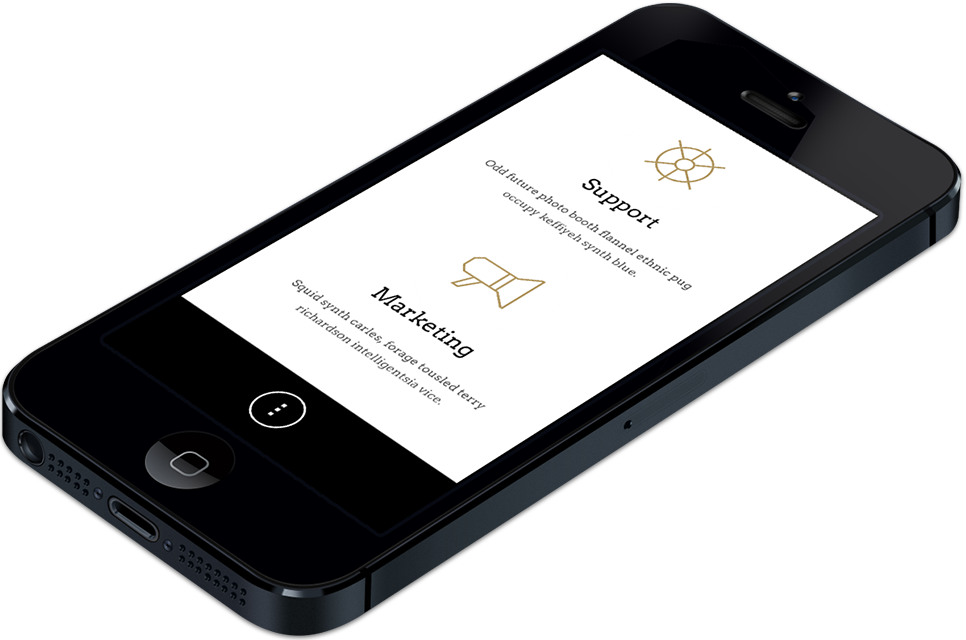 Support
Odd future photo booth flannel ethnic pug
occupy keffiyeh synth blue.
Marketing
Squid synth carles, forage tousled terry
richardson intelligentsia vice.